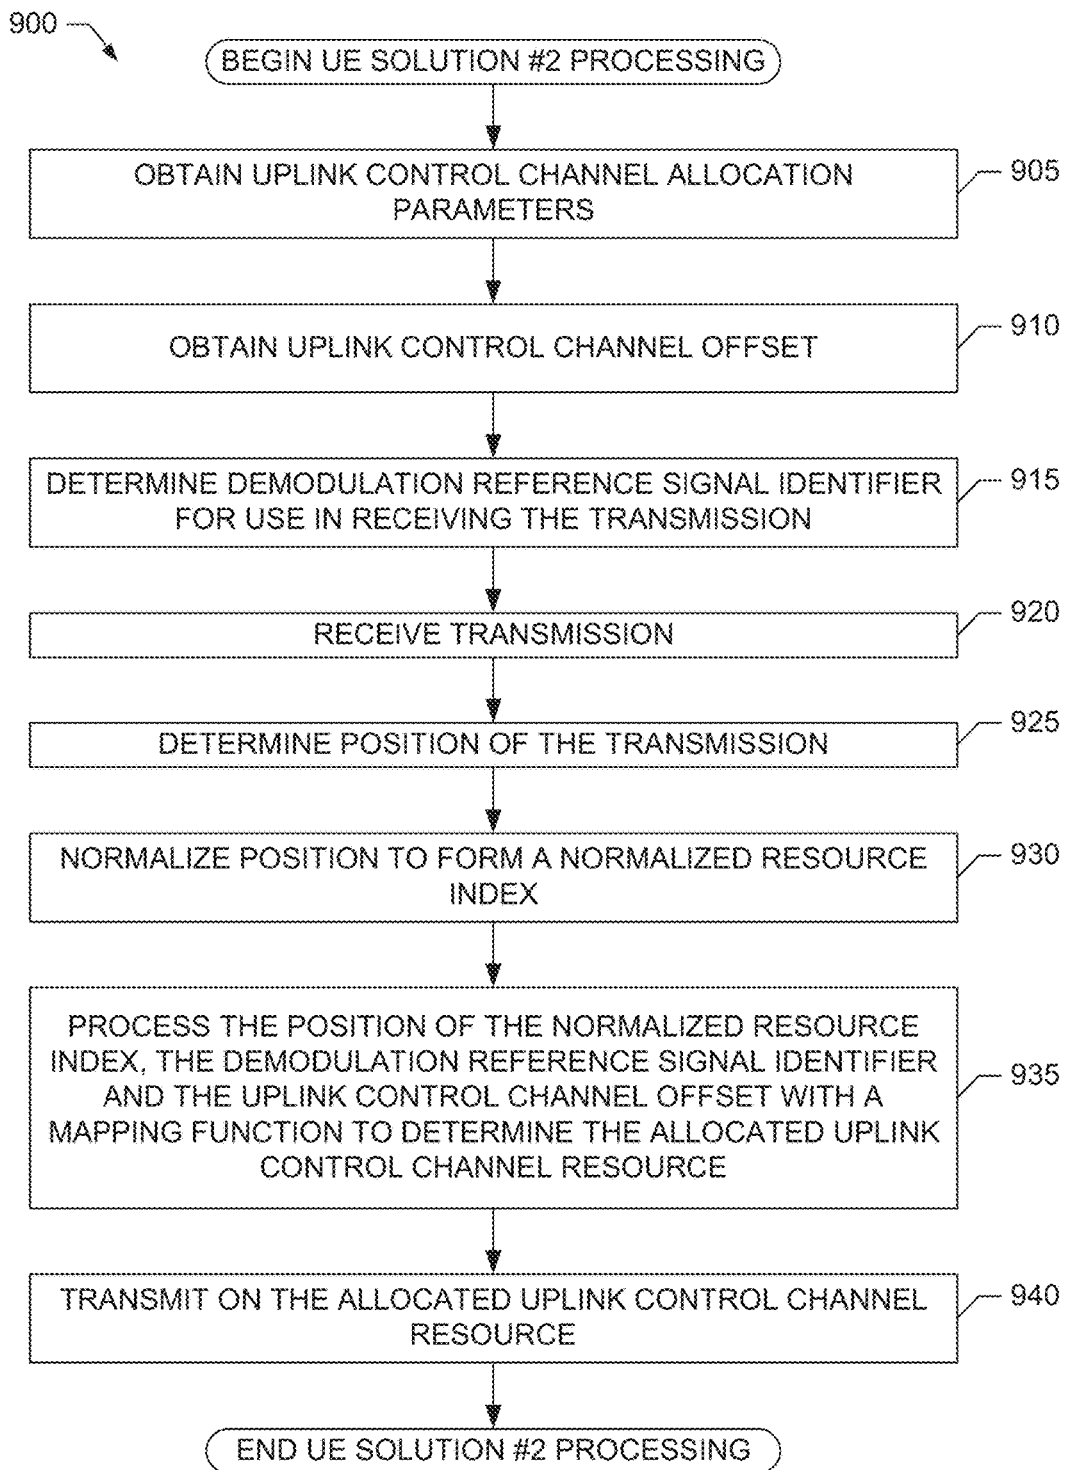 900
BEGIN UE SOLUTION #2 PROCESSING
OBTAIN UPLINK CONTROL CHANNEL ALLOCATION
PARAMETERS
905
OBTAIN UPLINK CONTROL CHANNEL OFFSET
910
DETERMINE DEMODULATION REFERENCE SIGNAL IDENTIFIER
FOR USE IN RECEIVING THE TRANSMISSION
915
RECEIVE TRANSMISSION
920
DETERMINE POSITION OF THE TRANSMISSION
925
NORMALIZE POSITION TO FORM A NORMALIZED RESOURCE
INDEX
930
PROCESS THE POSITION OF THE NORMALIZED RESOURCE
INDEX, THE DEMODULATION REFERENCE SIGNAL IDENTIFIER
AND THE UPLINK CONTROL CHANNEL OFFSET WITH A
MAPPING FUNCTION TO DETERMINE THE ALLOCATED UPLINK
CONTROL CHANNEL RESOURCE
935
TRANSMIT ON THE ALLOCATED UPLINK CONTROL CHANNEL
RESOURCE
940
END UE SOLUTION #2 PROCESSING